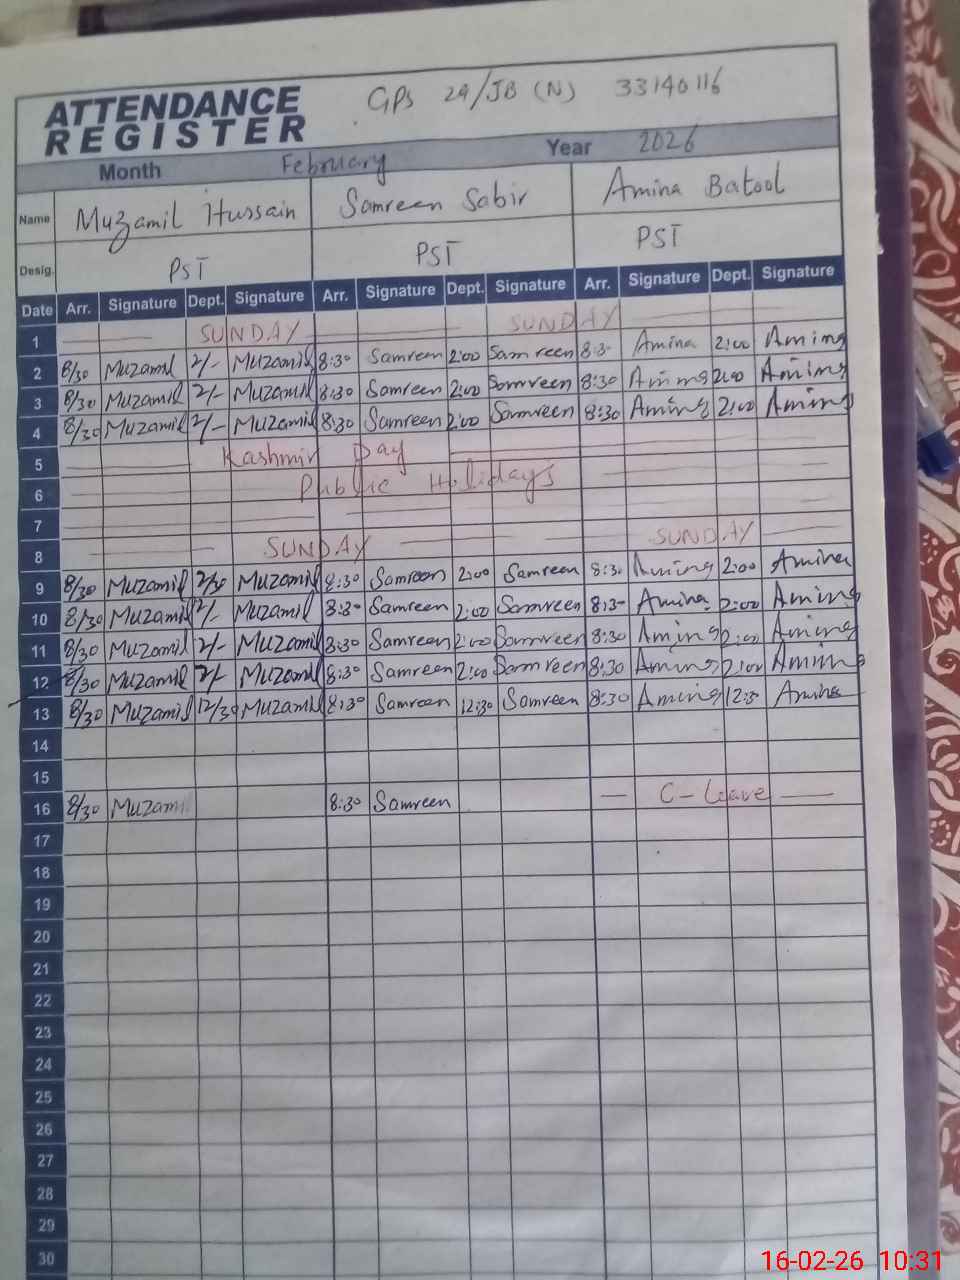 ATTENDANCE REGISTER GPS 24/JB (N) 33140116
Month February Year 2026
Name Muzamil Hussain Samreen Sabir Amina Batool
Desig. PST PST PST
Date Arr. Signature Dept. Signature Arr. Signature Dept. Signature Arr. Signature Dept. Signature
1 SUNDAY SUNDAY
2 8/30 Muzamil 2/- Muzamil 8:30 Samreen 2:00 Samreen 8:30 Amina 2:00 Amina
3 8/30 Muzamil 2/- Muzamil 8:30 Samreen 2:00 Samreen 8:30 Amina 2:00 Amina
4 8/30 Muzamil 2/- Muzamil 8:30 Samreen 2:00 Samreen 8:30 Amina 2:00 Amina
5 Kashmir Day
6 Public Holidays
7
8 SUNDAY SUNDAY
9 8/30 Muzamil 2/30 Muzamil 8:30 Samreen 2:00 Samreen 8:30 Amina 2:00 Amina
10 8/30 Muzamil 2/- Muzamil 8:30 Samreen 2:00 Samreen 8:30 Amina 2:00 Amina
11 8/30 Muzamil 2/- Muzamil 8:30 Samreen 2:00 Samreen 8:30 Amina 2:00 Amina
12 8/30 Muzamil 2/- Muzamil 8:30 Samreen 2:00 Samreen 8:30 Amina 2:00 Amina
13 8/30 Muzamil 12/30 Muzamil 8:30 Samreen 12:30 Samreen 8:30 Amina 12:30 Amina
14
15
16 8/30 Muzamil 8:30 Samreen C-Leave
17
18
19
20
21
22
23
24
25
26
27
28
29
30
16-02-26 10:31